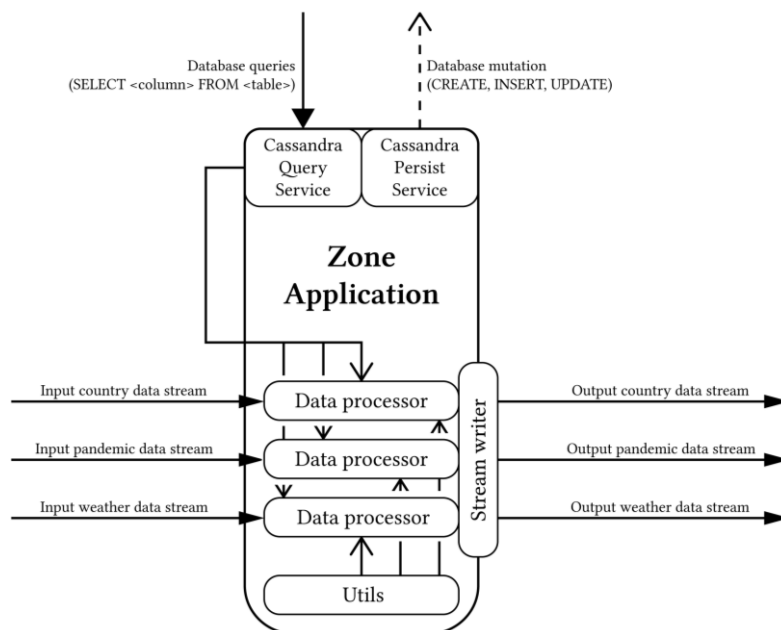 Database queries
(SELECT <column> FROM <table>)
Database mutation
(CREATE, INSERT, UPDATE)
Cassandra
Query
Service
Cassandra
Persist
Service
Zone
Application
Input country data stream
Data processor
Output country data stream
Input pandemic data stream
Data processor
Output pandemic data stream
Input weather data stream
Data processor
Output weather data stream
Stream writer
Utils